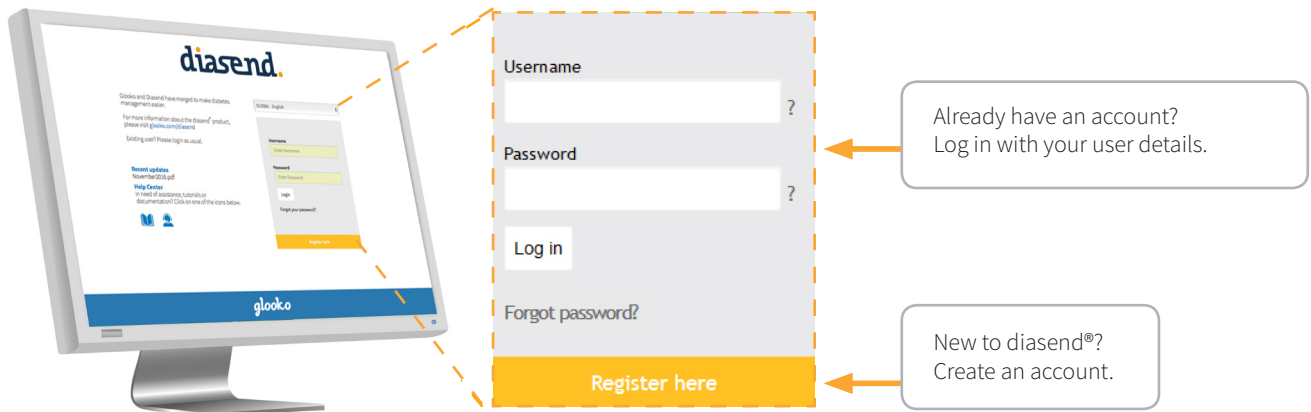 diasend.
Glooko and Diasend have merged to make diabetes
management easier.
For more information about the diasend® product,
please visit glooko.com/diasend
Existing user? Please login as usual.
Recent updates
November2016.pdf
Help Center
In need of assistance, tutorials or
documentation? Click on one of the icons below.
GLOBAL - English
Username
Enter Username
Password
Enter Password
Login
Forgot your password?
Register here
glooko
Username
?
Password
?
Log in
Forgot password?
Register here
Already have an account?
Log in with your user details.
New to diasend®?
Create an account.